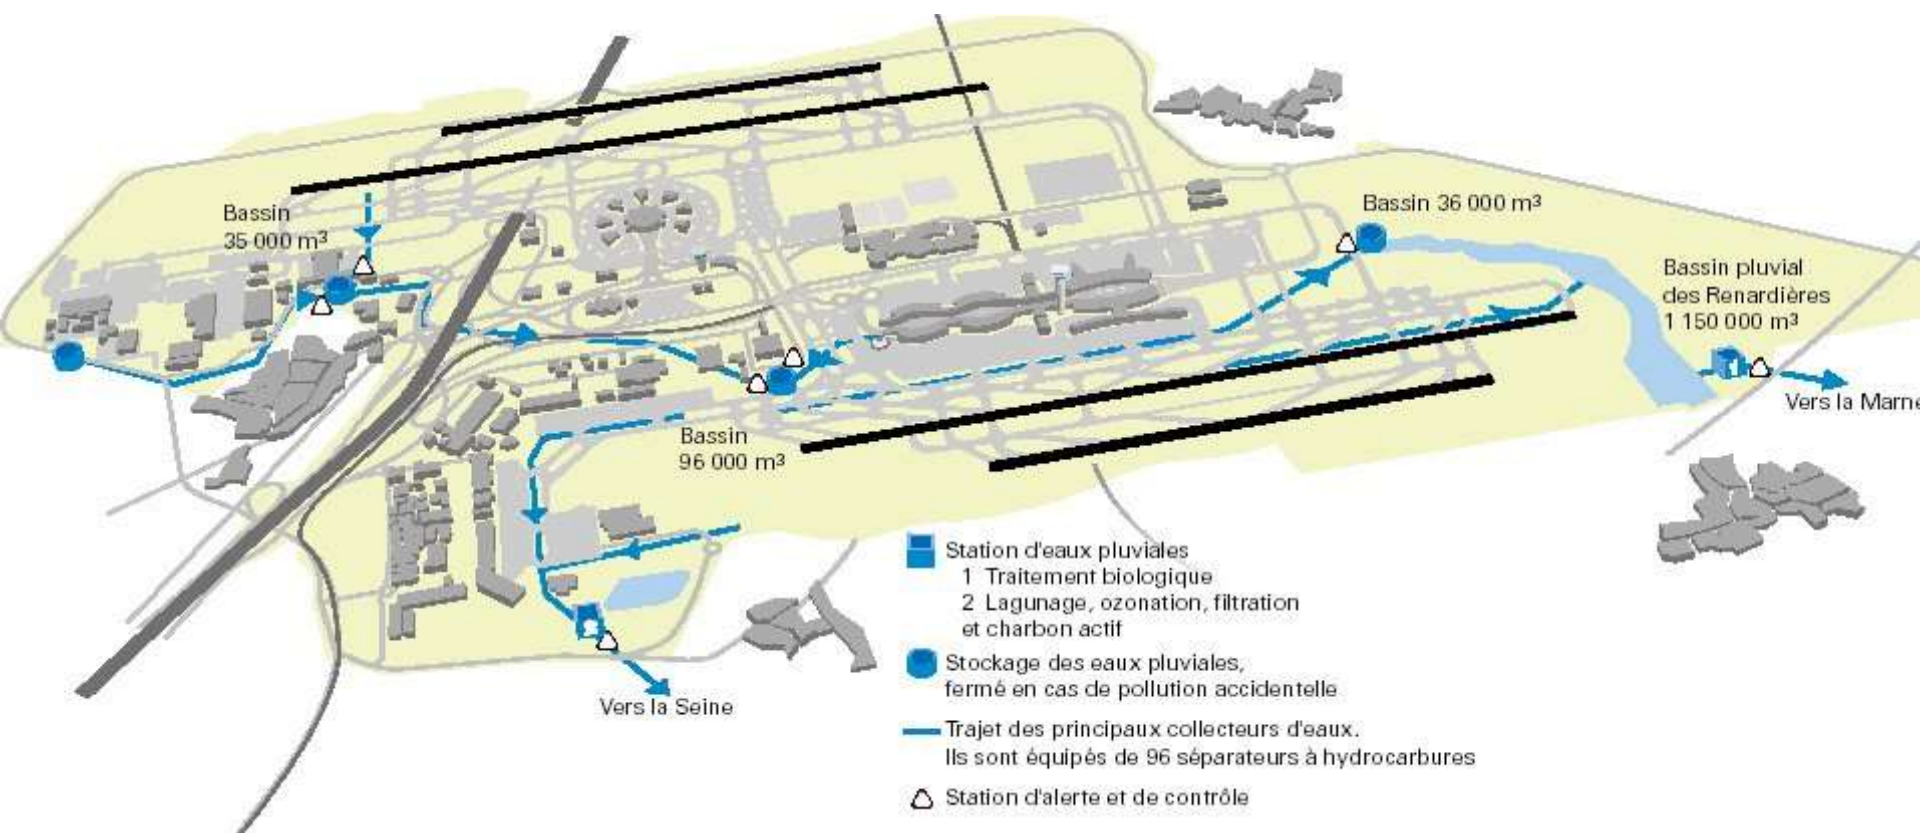 Bassin
35 000 m³
Bassin 36 000 m³
Bassin pluvial
des Renardières
1 150 000 m³
Vers la Marne
Bassin
96 000 m³
Vers la Seine
Station d'eaux pluviales
1 Traitement biologique
2 Lagunage, ozonation, filtration
et charbon actif
Stockage des eaux pluviales,
fermé en cas de pollution accidentelle
Trajet des principaux collecteurs d'eaux.
Ils sont équipés de 96 séparateurs à hydrocarbures
Station d'alerte et de contrôle